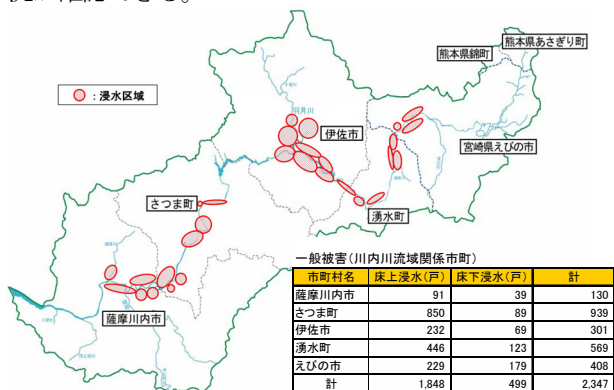 熊本県あさぎり町
熊本県錦町
：浸水区域
羽月川
伊佐市
宮崎県えびの市
さつま町
湧水町
薩摩川内市
一般被害(川内川流域関係市町)
市町村名 床上浸水(戸) 床下浸水(戸) 計
薩摩川内市 91 39 130
さつま町 850 89 939
伊佐市 232 69 301
湧水町 446 123 569
えびの市 229 179 408
計 1,848 499 2,347